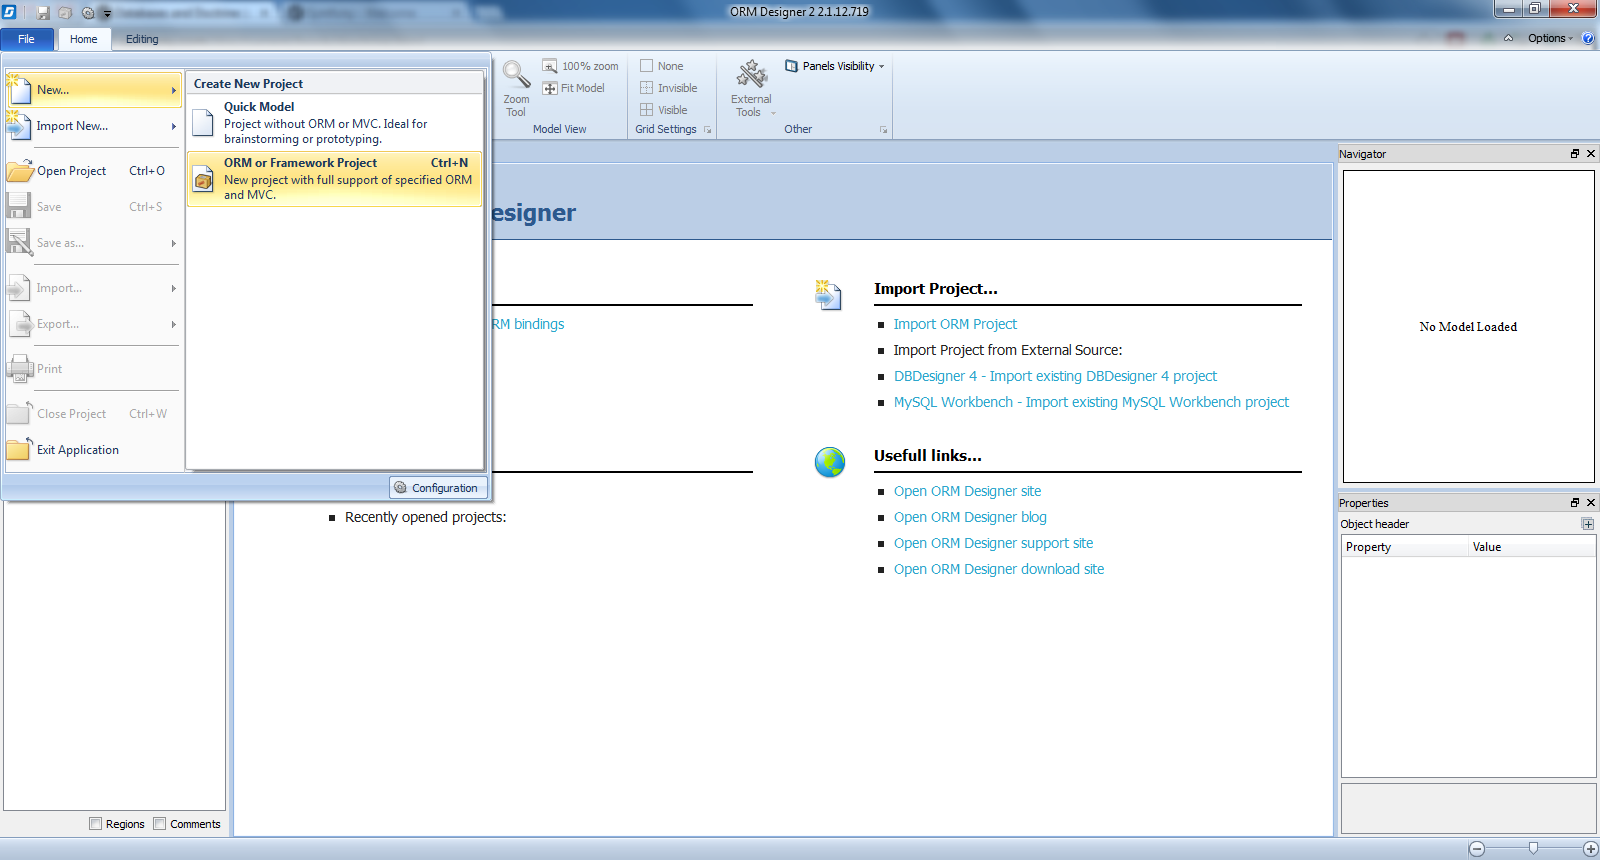 ORM Designer 2 2.1.12.719
File
Home
Editing
Options
New...
Import New...
Open Project Ctrl+O
Save Ctrl+S
Save as...
Import...
Export...
Print
Close Project Ctrl+W
Exit Application
Configuration
Create New Project
Quick Model
Project without ORM or MVC. Ideal for
brainstorming or prototyping.
ORM or Framework Project Ctrl+N
New project with full support of specified ORM
and MVC.
Zoom
Tool
100% zoom
Fit Model
Model View
None
Invisible
Visible
Grid Settings
External
Tools
Panels Visibility
Other
esigner
RM bindings
Recently opened projects:
Import Project...
Import ORM Project
Import Project from External Source:
DBDesigner 4 - Import existing DBDesigner 4 project
MySQL Workbench - Import existing MySQL Workbench project
Usefull links...
Open ORM Designer site
Open ORM Designer blog
Open ORM Designer support site
Open ORM Designer download site
Navigator
No Model Loaded
Properties
Object header
Property Value
Regions Comments